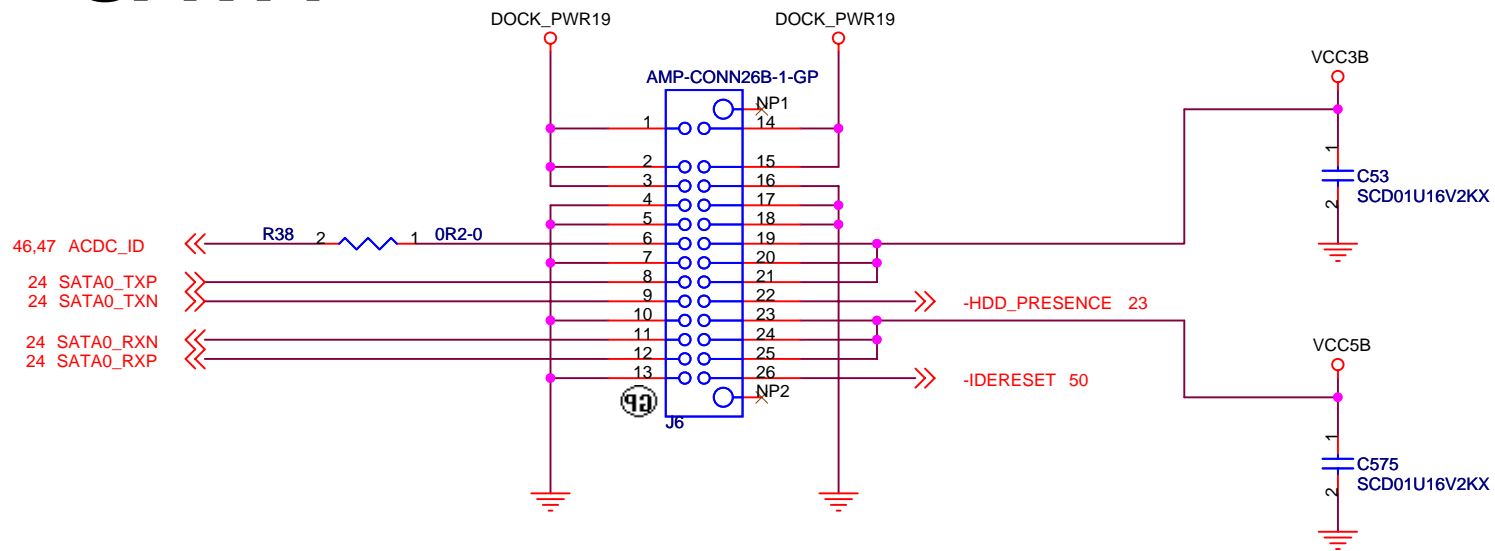 DOCK_PWR19
DOCK_PWR19
VCC3B
AMP-CONN26B-1-GP
NP1
1 14
2 15
3 16
4 17
5 18
46,47 ACDC_ID R38 2 1 0R2-0 6 19
7 20
24 SATA0_TXP 8 21
24 SATA0_TXN 9 22 -HDD_PRESENCE 23
10 23
24 SATA0_RXN 11 24
24 SATA0_RXP 12 25
13 26 -IDERESET 50
NP2
GP
J6
1
C53
SCD01U16V2KX
2
VCC5B
1
C575
SCD01U16V2KX
2